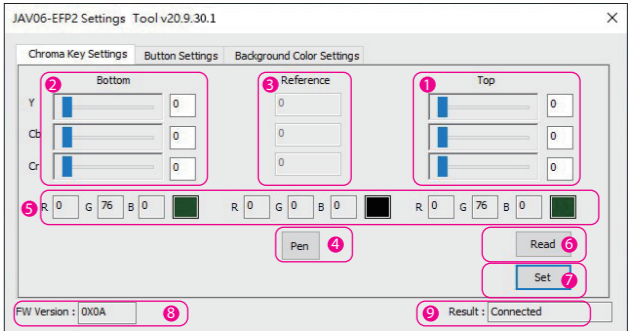 JAV06-EFP2 Settings Tool v20.9.30.1
Chroma Key Settings Button Settings Background Color Settings
2 Bottom 3 Reference 1 Top
Y 0 0 0
Cb 0 0 0
Cr 0 0 0
5 R 0 G 76 B 0 R 0 G 0 B 0 R 0 G 76 B 0
Pen 4 Read 6
Set 7
FW Version : 0X0A 8 9 Result : Connected